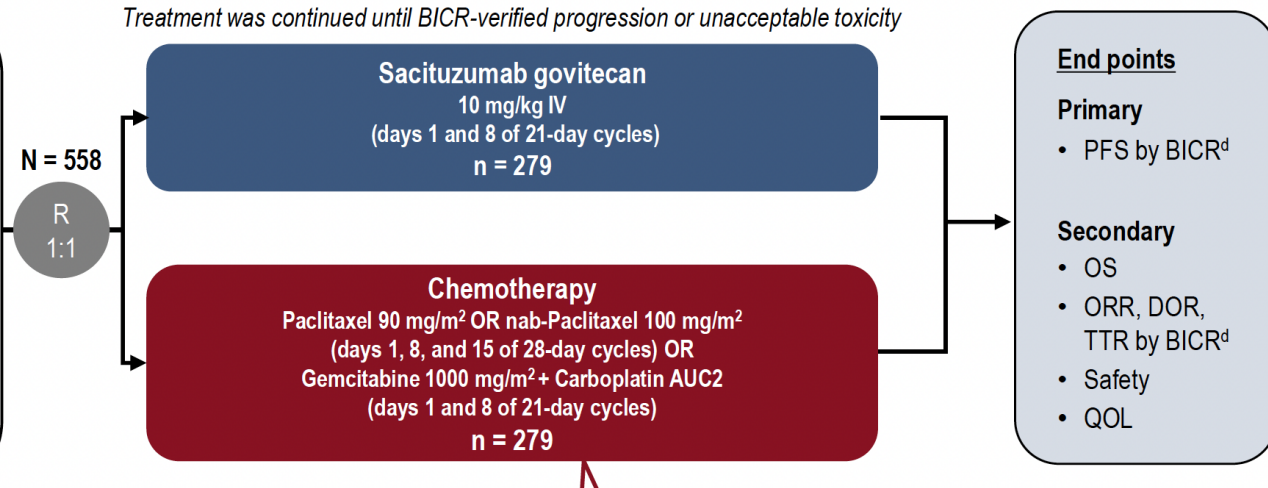 Treatment was continued until BICR-verified progression or unacceptable toxicity
N = 558
R
1:1
Sacituzumab govitecan
10 mg/kg IV
(days 1 and 8 of 21-day cycles)
n = 279
Chemotherapy
Paclitaxel 90 mg/m² OR nab-Paclitaxel 100 mg/m²
(days 1, 8, and 15 of 28-day cycles) OR
Gemcitabine 1000 mg/m² + Carboplatin AUC2
(days 1 and 8 of 21-day cycles)
n = 279
End points
Primary
• PFS by BICRᵈ
Secondary
• OS
• ORR, DOR,
TTR by BICRᵈ
• Safety
• QOL